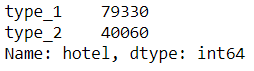 type_1    79330
type_2    40060
Name: hotel, dtype: int64